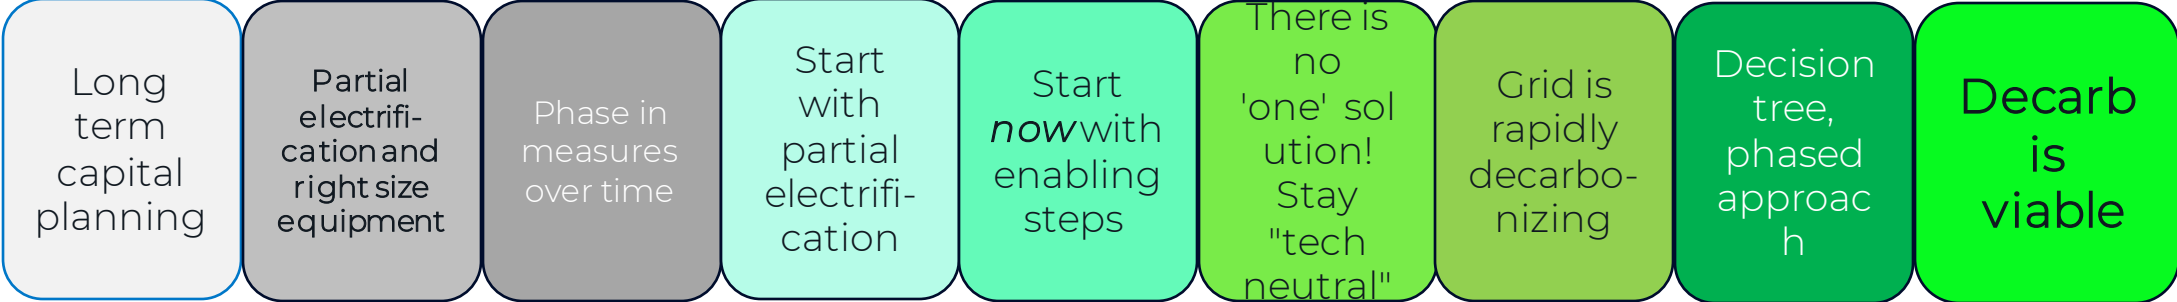 Long
term
capital
planning
Partial
electrifi-
cation and
right size
equipment
Phase in
measures
over time
Start
with
partial
electrifi-
cation
Start
now with
enabling
steps
There is
no
'one' sol
ution!
Stay
"tech
neutral"
Grid is
rapidly
decarbo-
nizing
Decision
tree,
phased
approac
h
Decarb
is
viable